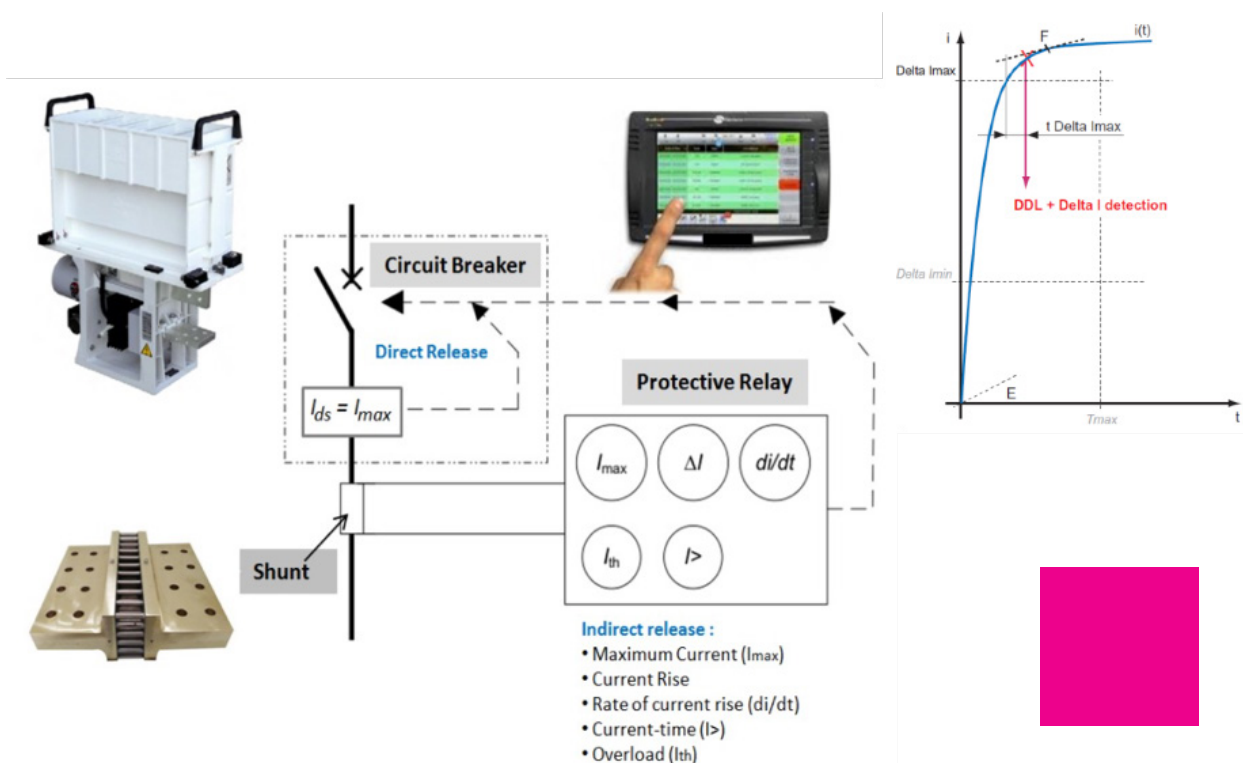 Circuit Breaker
Direct Release
Ids = Imax
Shunt
Protective Relay
Imax
ΔI
di/dt
Ith
I>
Indirect release :
• Maximum Current (Imax)
• Current Rise
• Rate of current rise (di/dt)
• Current-time (I>)
• Overload (Ith)
i
F
i(t)
Delta Imax
t Delta Imax
DDL + Delta I detection
Delta Imin
E
Tmax
t